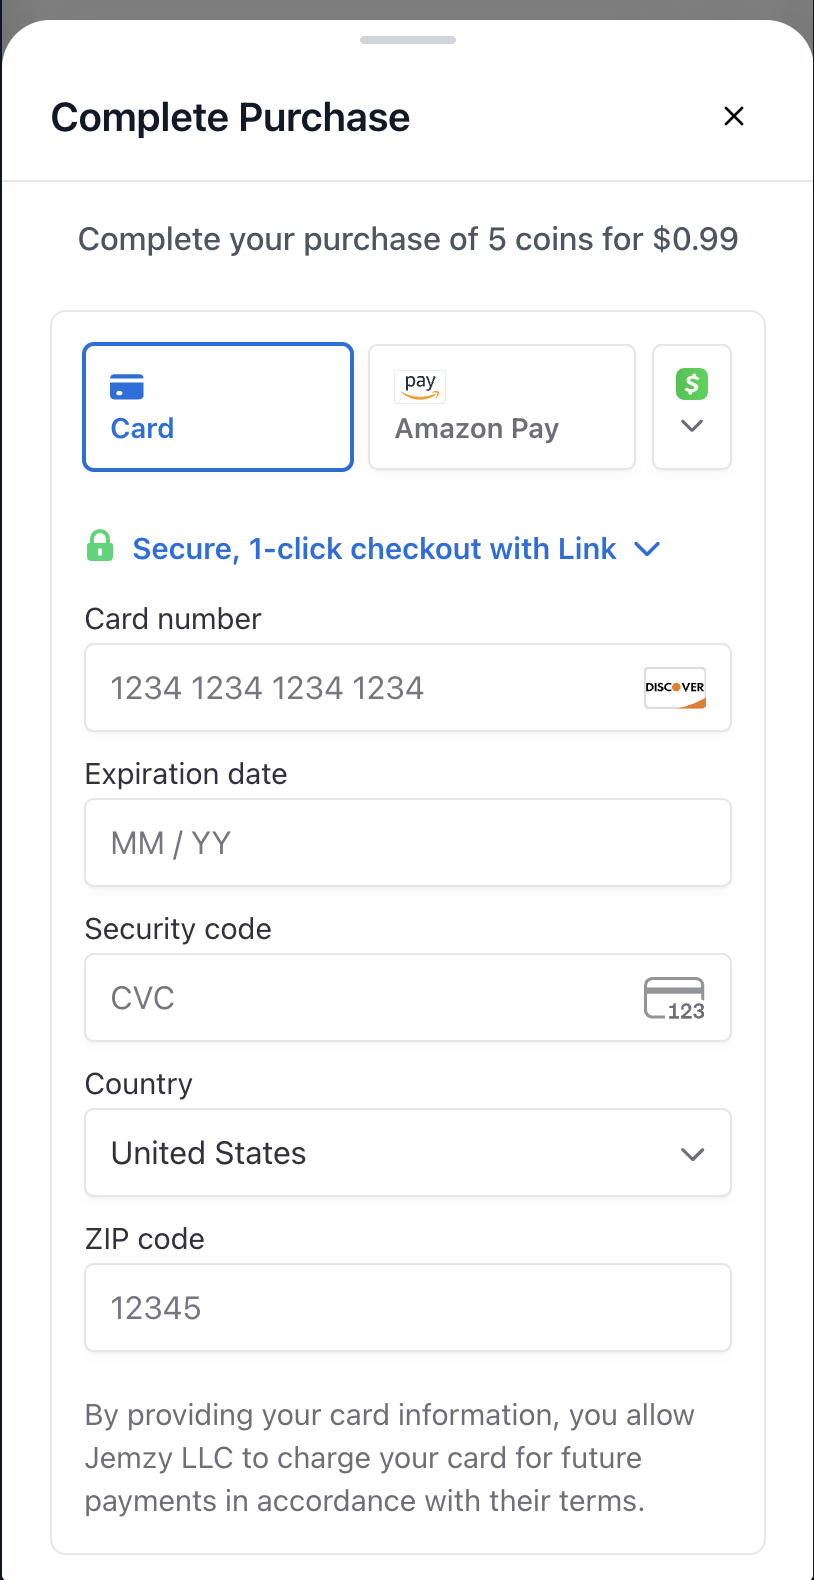 Complete Purchase
Complete your purchase of 5 coins for $0.99
Card
pay
Amazon Pay
$
Secure, 1-click checkout with Link
Card number
1234 1234 1234 1234
DISCOVER
Expiration date
MM / YY
Security code
CVC
123
Country
United States
ZIP code
12345
By providing your card information, you allow
Jemzy LLC to charge your card for future
payments in accordance with their terms.